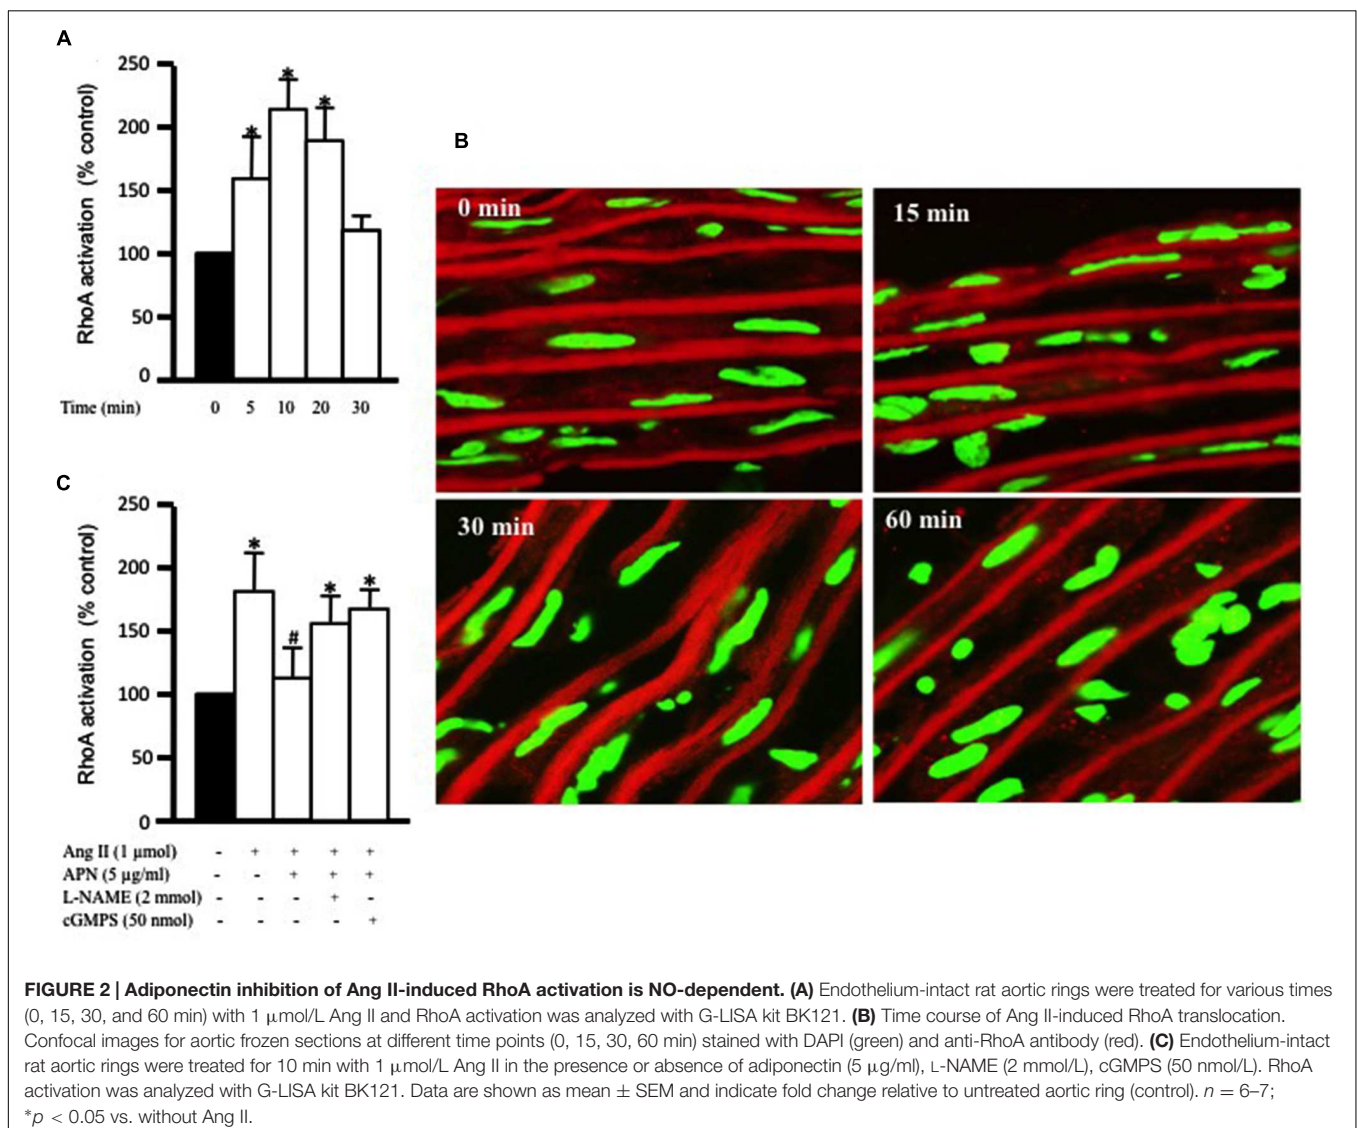 A
250
200
150
100
50
0
RhoA activation (% control)
* * *
Time (min) 0 5 10 20 30
B
0 min
15 min
30 min
60 min
C
250
200
150
100
50
0
RhoA activation (% control)
* # * *
Ang II (1 μmol) - + + + +
APN (5 μg/ml) - - + + +
L-NAME (2 mmol) - - - + -
cGMPS (50 nmol) - - - - +
FIGURE 2 | Adiponectin inhibition of Ang II-induced RhoA activation is NO-dependent. (A) Endothelium-intact rat aortic rings were treated for various times
(0, 15, 30, and 60 min) with 1 μmol/L Ang II and RhoA activation was analyzed with G-LISA kit BK121. (B) Time course of Ang II-induced RhoA translocation.
Confocal images for aortic frozen sections at different time points (0, 15, 30, 60 min) stained with DAPI (green) and anti-RhoA antibody (red). (C) Endothelium-intact
rat aortic rings were treated for 10 min with 1 μmol/L Ang II in the presence or absence of adiponectin (5 μg/ml), L-NAME (2 mmol/L), cGMPS (50 nmol/L). RhoA
activation was analyzed with G-LISA kit BK121. Data are shown as mean ± SEM and indicate fold change relative to untreated aortic ring (control). n = 6–7;
*p < 0.05 vs. without Ang II.